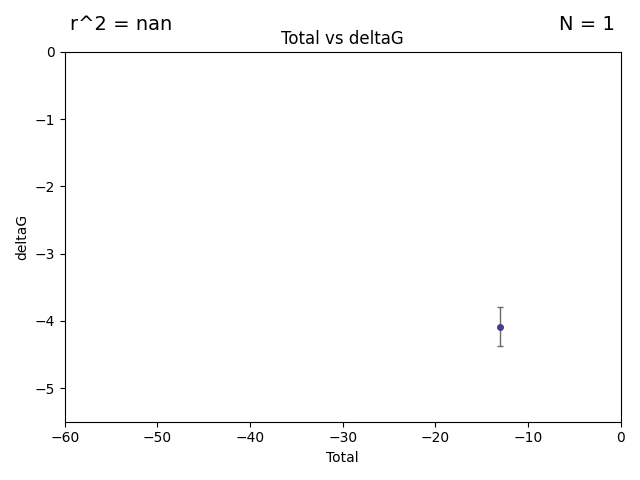 r^2 = nan
N = 1
Total vs deltaG
0
−1
−2
−3
−4
−5
deltaG
−60
−50
−40
−30
−20
−10
0
Total